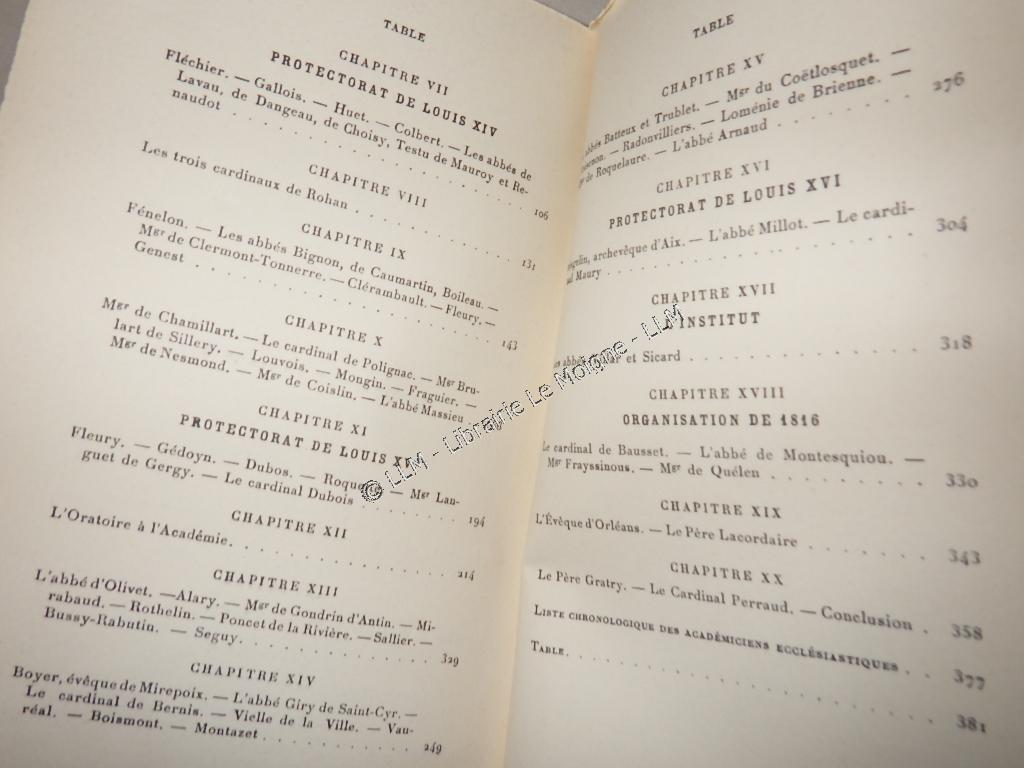 TABLE
CHAPITRE VII
PROTECTORAT DE LOUIS XIV
Fléchier. — Gallois. — Huet. — Colbert. — Les abbés de
Lavau, de Dangeau, de Choisy, Testu de Mauroy et Re-
naudot . . . . . . . . . . . . 106
CHAPITRE VIII
Les trois cardinaux de Rohan . . . . . . . . . 131
CHAPITRE IX
Fénelon. — Les abbés Bignon, de Caumartin, Boileau. —
Mgr de Clermont-Tonnerre. — Clérambault. — Fleury. —
Genest . . . . . . . . . . . . 143
CHAPITRE X
Mgr de Chamillart. — Le cardinal de Polignac. — Mgr Bru-
lart de Sillery. — Louvois. — Mongin. — Fraguier. —
Mgr de Nesmond. — Mgr de Coislin. — L'abbé Massieu
CHAPITRE XI
PROTECTORAT DE LOUIS
Fleury. — Gédoyn. — Dubos. — Roquette — Mgr Lan-
guet de Gergy. — Le cardinal Dubois . . . . . . 194
CHAPITRE XII
L'Oratoire à l'Académie. . . . . . . . . . . 214
CHAPITRE XIII
L'abbé d'Olivet. —Alary. — Mgr de Gondrin d'Antin. — Mi-
rabaud. — Rothelin. — Poncet de la Rivière. — Sallier. —
Bussy-Rabutin. — Seguy. . . . . . . . . . . 329
CHAPITRE XIV
Boyer, évêque de Mirepoix. — L'abbé Giry de Saint-Cyr. —
Le cardinal de Bernis. — Vielle de la Ville. — Vau-
réal. — Boismont. — Montazet . . . . . . . . . . 249
TABLE
CHAPITRE XV
abbés Batteux et Trublet. — Mgr du Coëtlosquet. —
— Radonvilliers. — Loménie de Brienne. —
de Roquelaure. — L'abbé Arnaud . . . . . . . 276
CHAPITRE XVI
PROTECTORAT DE LOUIS XVI
archevêque d'Aix. — L'abbé Millot. — Le cardi-
Maury . . . . . . . . . . . . . 304
CHAPITRE XVII
L'INSTITUT
et Sicard . . . . . . . . . . . 318
CHAPITRE XVIII
ORGANISATION DE 1816
Le cardinal de Bausset. — L'abbé de Montesquiou. —
Mgr Frayssinous. — Mgr de Quélen . . . . . . . . 330
CHAPITRE XIX
L'Évêque d'Orléans. — Le Père Lacordaire . . . . . . 343
CHAPITRE XX
Le Père Gratry. — Le Cardinal Perraud. — Conclusion . 358
LISTE CHRONOLOGIQUE DES ACADÉMICIENS ECCLÉSIASTIQUES . . 377
TABLE. . . . . . . . . . . . . . 381
© LLM - Librairie Le Moigne - LLM